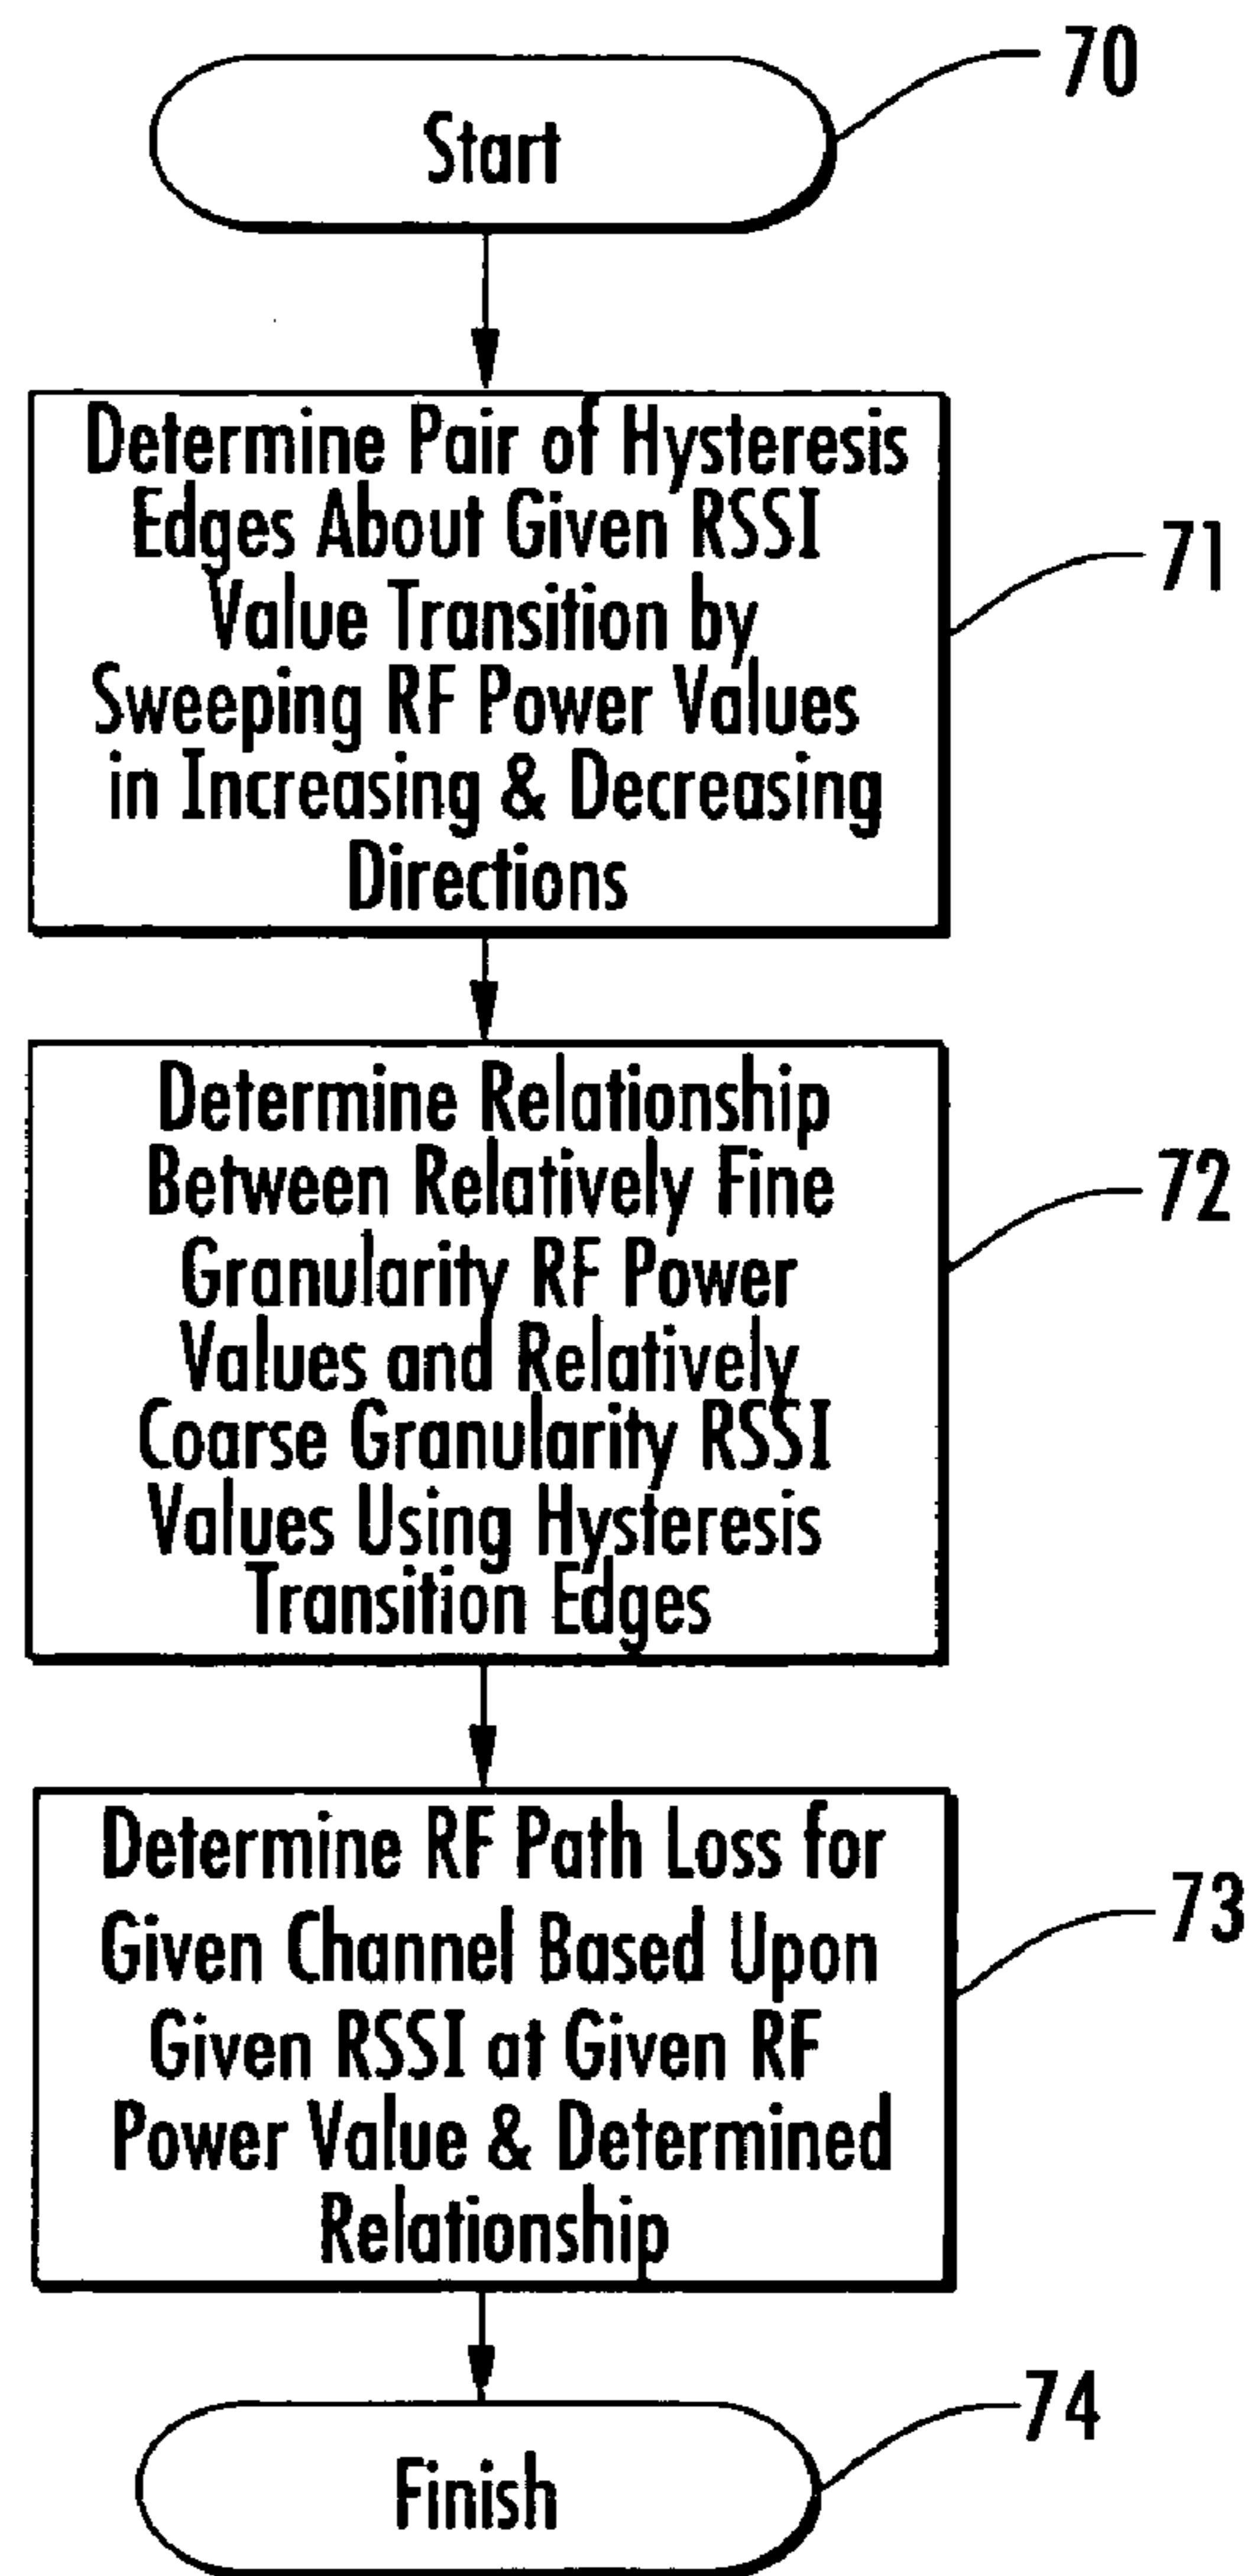 70
Start
Determine Pair of Hysteresis
Edges About Given RSSI
Value Transition by
Sweeping RF Power Values
in Increasing & Decreasing
Directions
71
Determine Relationship
Between Relatively Fine
Granularity RF Power
Values and Relatively
Coarse Granularity RSSI
Values Using Hysteresis
Transition Edges
72
Determine RF Path Loss for
Given Channel Based Upon
Given RSSI at Given RF
Power Value & Determined
Relationship
73
Finish
74